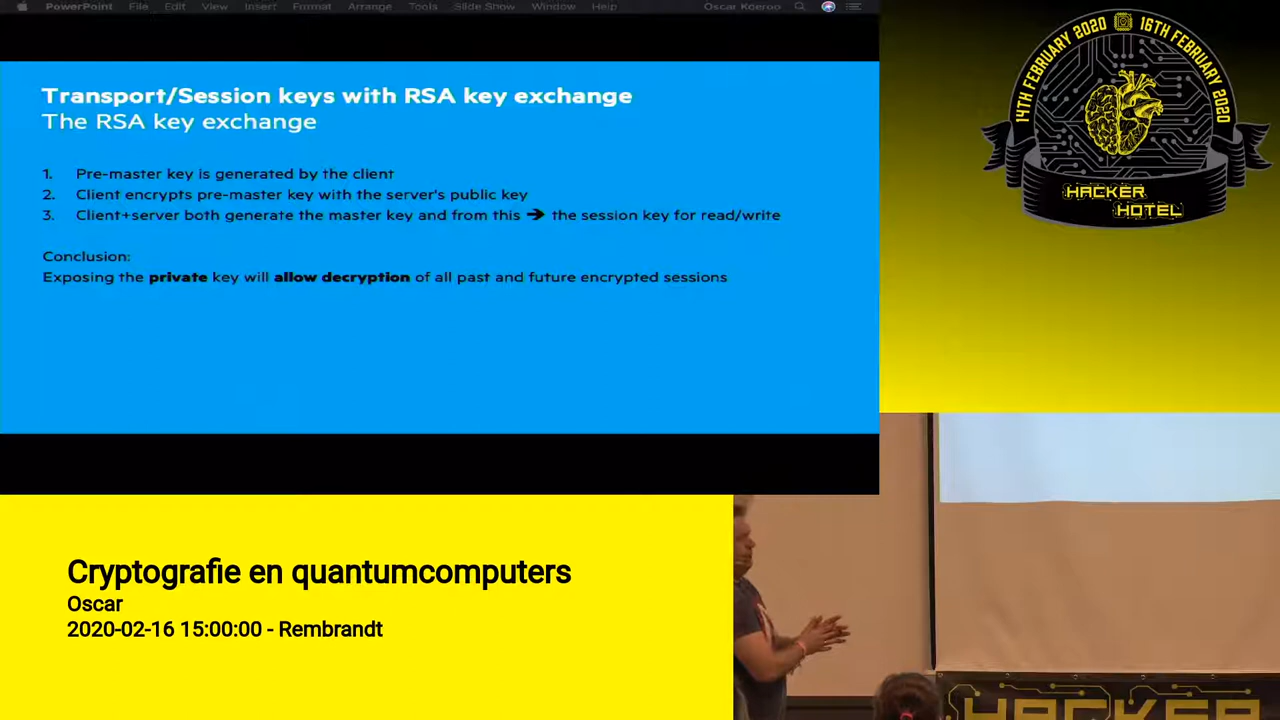 PowerPoint File Edit View Insert Format Arrange Tools Slide Show Window Help Oscar Koeroo
Transport/Session keys with RSA key exchange
The RSA key exchange
1. Pre-master key is generated by the client
2. Client encrypts pre-master key with the server's public key
3. Client+server both generate the master key and from this ➔ the session key for read/write
Conclusion:
Exposing the private key will allow decryption of all past and future encrypted sessions
14TH FEBRUARY 2020 16TH FEBRUARY 2020
HACKER
HOTEL
Cryptografie en quantumcomputers
Oscar
2020-02-16 15:00:00 - Rembrandt
HACKER